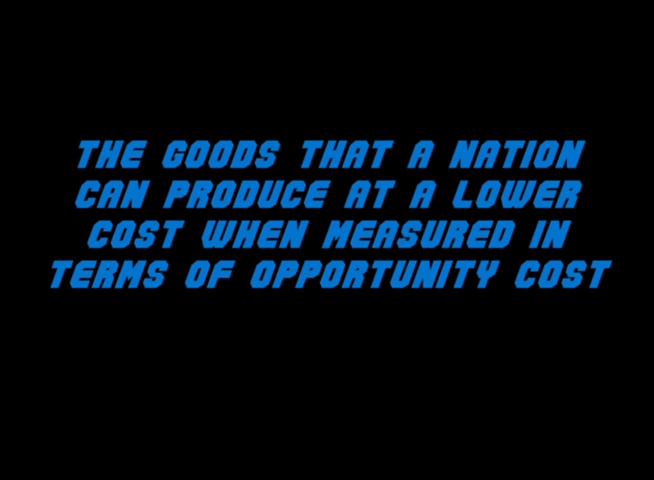 THE GOODS THAT A NATION
CAN PRODUCE AT A LOWER
COST WHEN MEASURED IN
TERMS OF OPPORTUNITY COST